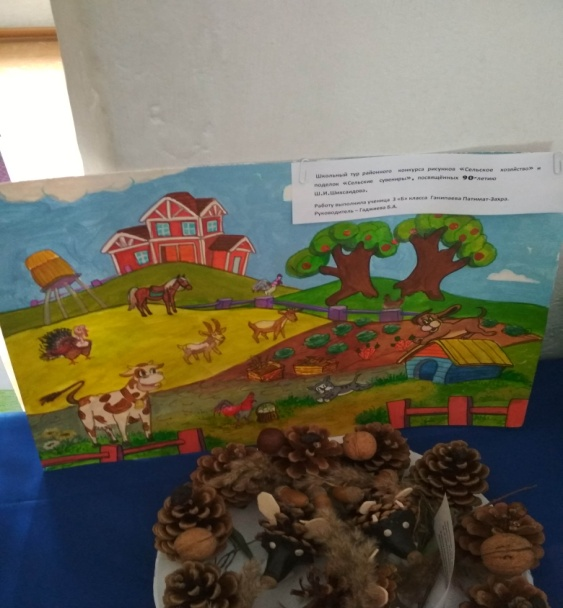 Школьный тур районного конкурса рисунков «Сельское хозяйство» и
поделок «Сельские сувениры», посвящённых 90-летию
Ш.И.Шихсаидова.
Работу выполнила ученица 3 «б» класса Ганипаева Патимат-Захра.
Руководитель – Гаджиева Е.А.